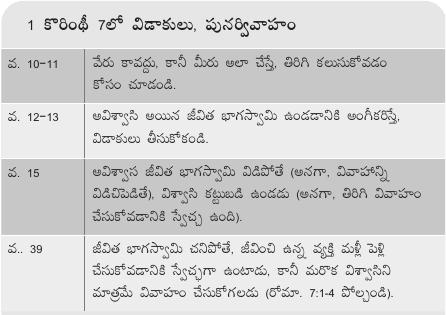 1 కొరింథీ 7లో విడాకులు, పునర్వివాహం
వ. 10-11 వేరు కావద్దు, కానీ మీరు అలా చేస్తే, తిరిగి కలుసుకోవడం
కోసం చూడండి.
వ. 12-13 అవిశ్వాసి అయిన జీవిత భాగస్వామి ఉండడానికి అంగీకరిస్తే,
విడాకులు తీసుకోకండి.
వ. 15 అవిశ్వాస జీవిత భాగస్వామి విడిపోతే (అనగా, వివాహాన్ని
విడిచిపెడితే), విశ్వాసి కట్టుబడి ఉండడు (అనగా, తిరిగి వివాహం
చేసుకోవడానికి స్వేచ్ఛ ఉంది).
వ.. 39 జీవిత భాగస్వామి చనిపోతే, జీవించి ఉన్న వ్యక్తి మళ్లీ పెళ్లి
చేసుకోవడానికి స్వేచ్ఛగా ఉంటాడు, కానీ మరొక విశ్వాసిని
మాత్రమే వివాహం చేసుకోగలడు (రోమా. 7:1-4 పోల్చండి).